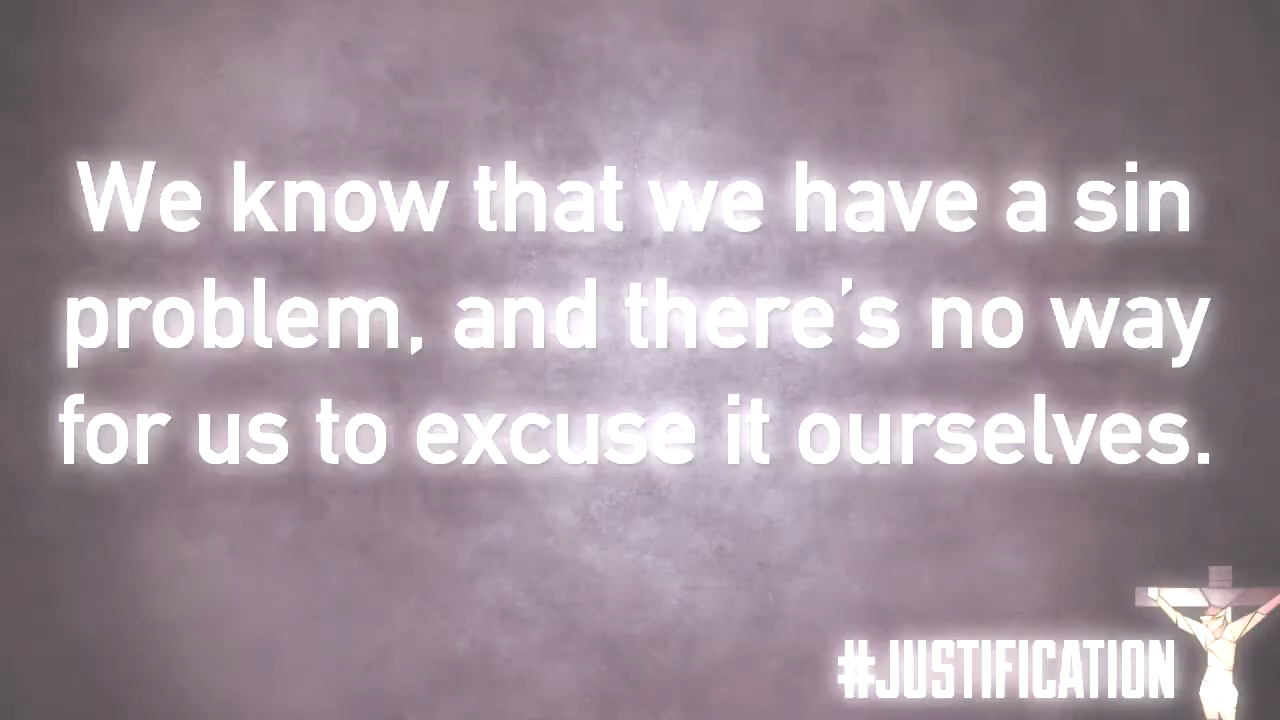 We know that we have a sin
problem, and there's no way
for us to excuse it ourselves.
#JUSTIFICATION